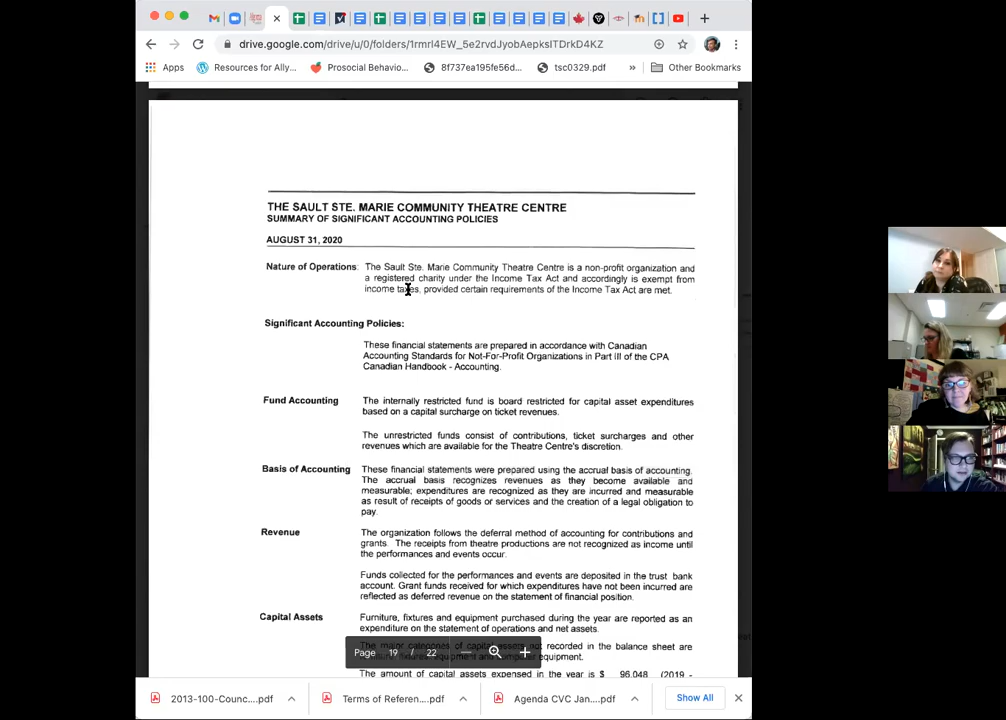 drive.google.com/drive/u/0/folders/1rmrl4EW_5e2rvdJyobAepksITDrkD4KZ
Apps
Resources for Ally...
Prosocial Behavio...
8f737ea195fe56d...
tsc0329.pdf
»
Other Bookmarks
THE SAULT STE. MARIE COMMUNITY THEATRE CENTRE
SUMMARY OF SIGNIFICANT ACCOUNTING POLICIES
AUGUST 31, 2020
Nature of Operations: The Sault Ste. Marie Community Theatre Centre is a non-profit organization and
a registered charity under the Income Tax Act and accordingly is exempt from
income taxes, provided certain requirements of the Income Tax Act are met.
Significant Accounting Policies:
These financial statements are prepared in accordance with Canadian
Accounting Standards for Not-For-Profit Organizations in Part III of the CPA
Canadian Handbook - Accounting.
Fund Accounting The internally restricted fund is board restricted for capital asset expenditures
based on a capital surcharge on ticket revenues.
The unrestricted funds consist of contributions, ticket surcharges and other
revenues which are available for the Theatre Centre's discretion.
Basis of Accounting These financial statements were prepared using the accrual basis of accounting.
The accrual basis recognizes revenues as they become available and
measurable; expenditures are recognized as they are incurred and measurable
as result of receipts of goods or services and the creation of a legal obligation to
pay.
Revenue The organization follows the deferral method of accounting for contributions and
grants. The receipts from theatre productions are not recognized as income until
the performances and events occur.
Funds collected for the performances and events are deposited in the trust bank
account. Grant funds received for which expenditures have not been incurred are
reflected as deferred revenue on the statement of financial position.
Capital Assets Furniture, fixtures and equipment purchased during the year are reported as an
expenditure on the statement of operations and net assets.
The major categories of capital assets not recorded in the balance sheet are
equipment and computer equipment.
The amount of capital assets expensed in the year is $ 96,048 (2019 -
Page 19 / 22
2013-100-Counc....pdf
Terms of Referen....pdf
Agenda CVC Jan....pdf
Show All